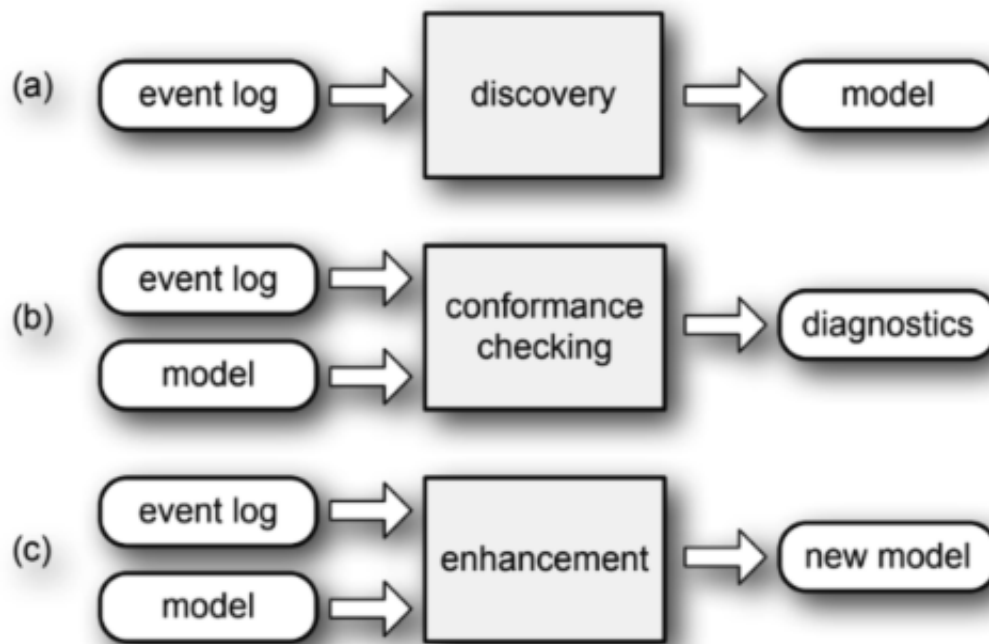 (a)
event log
discovery
model
(b)
event log
model
conformance
checking
diagnostics
(c)
event log
model
enhancement
new model